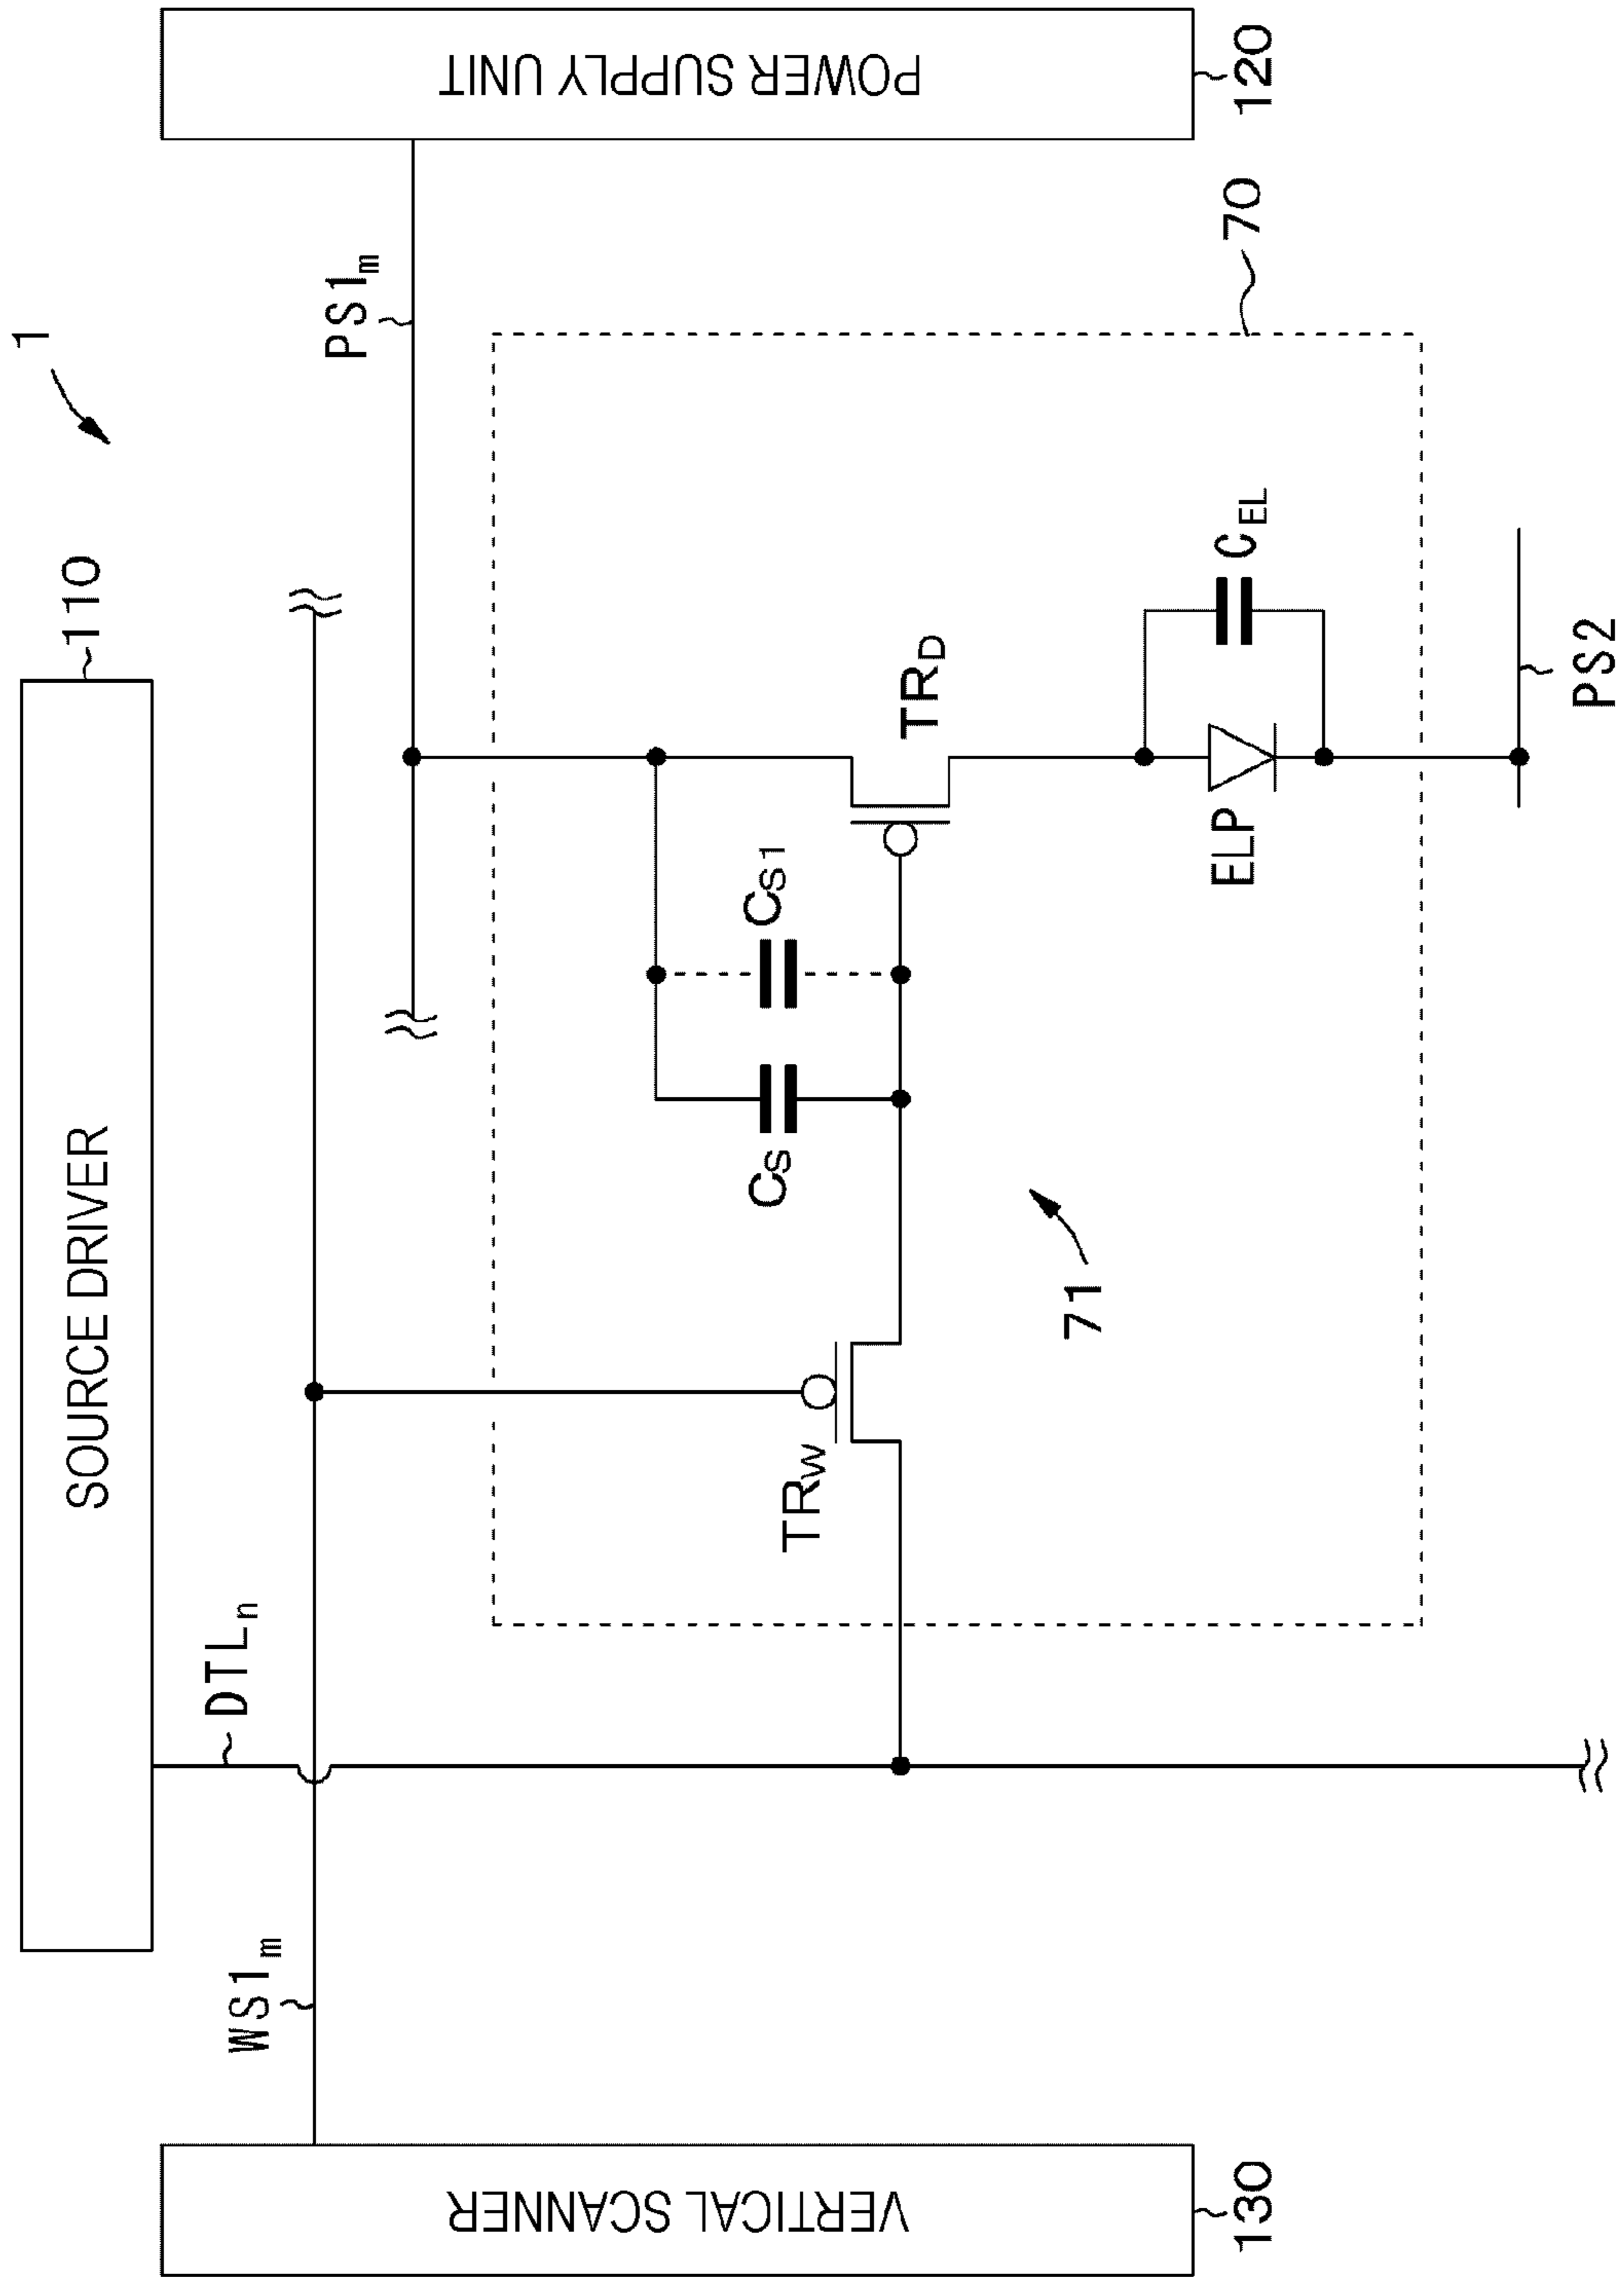 1
SOURCE DRIVER
110
VERTICAL SCANNER
130
POWER SUPPLY UNIT
120
WS1m
DTLn
PS1m
70
TRW
CS
CS1
TRD
71
ELP
CEL
PS2